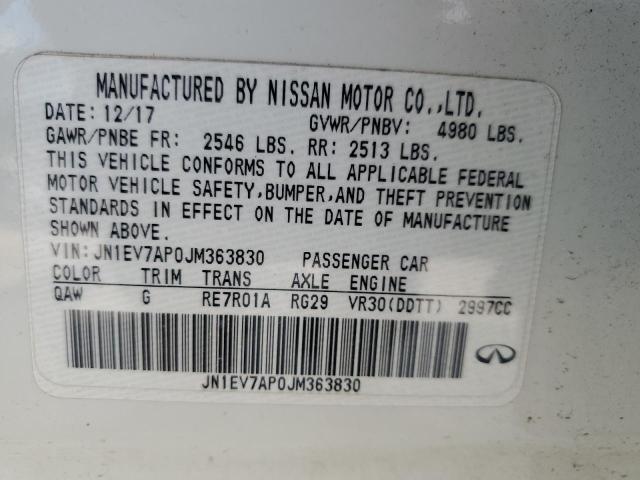 MANUFACTURED BY NISSAN MOTOR CO.,LTD.
DATE: 12/17 GVWR/PNBV: 4980 LBS.
GAWR/PNBE FR: 2546 LBS. RR: 2513 LBS.
THIS VEHICLE CONFORMS TO ALL APPLICABLE FEDERAL
MOTOR VEHICLE SAFETY,BUMPER,AND THEFT PREVENTION
STANDARDS IN EFFECT ON THE DATE OF MANUFACTURE
SHOWN ABOVE.
VIN:JN1EV7AP0JM363830 PASSENGER CAR
COLOR TRIM TRANS AXLE ENGINE
QAW G RE7R01A RG29 VR30(DDTT) 2997CC
JN1EV7AP0JM363830